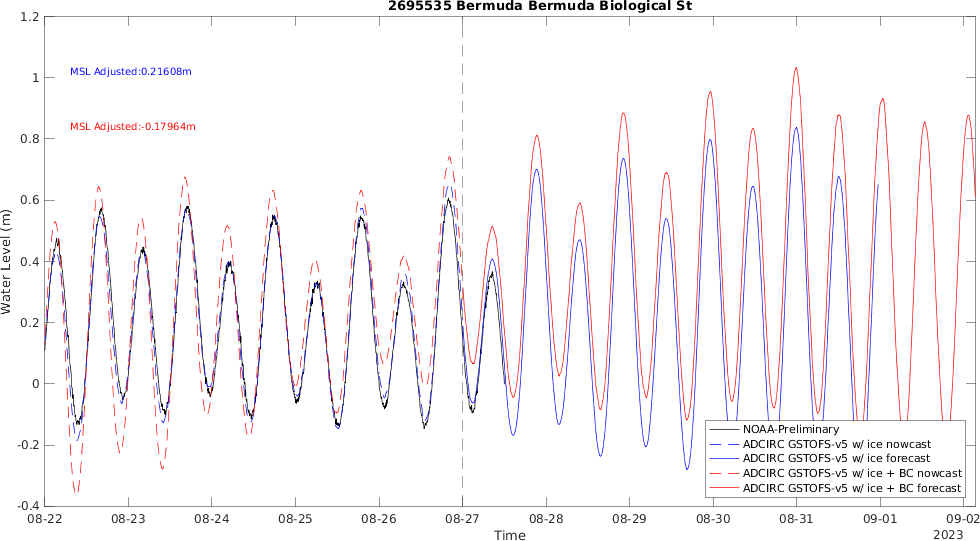 2695535 Bermuda Bermuda Biological St
1.2
1
0.8
0.6
0.4
0.2
0
-0.2
-0.4
Water Level (m)
MSL Adjusted:0.21608m
MSL Adjusted:-0.17964m
NOAA-Preliminary
ADCIRC GSTOFS-v5 w/ ice nowcast
ADCIRC GSTOFS-v5 w/ ice forecast
ADCIRC GSTOFS-v5 w/ ice + BC nowcast
ADCIRC GSTOFS-v5 w/ ice + BC forecast
08-22 08-23 08-24 08-25 08-26 08-27 08-28 08-29 08-30 08-31 09-01 09-02
Time
2023